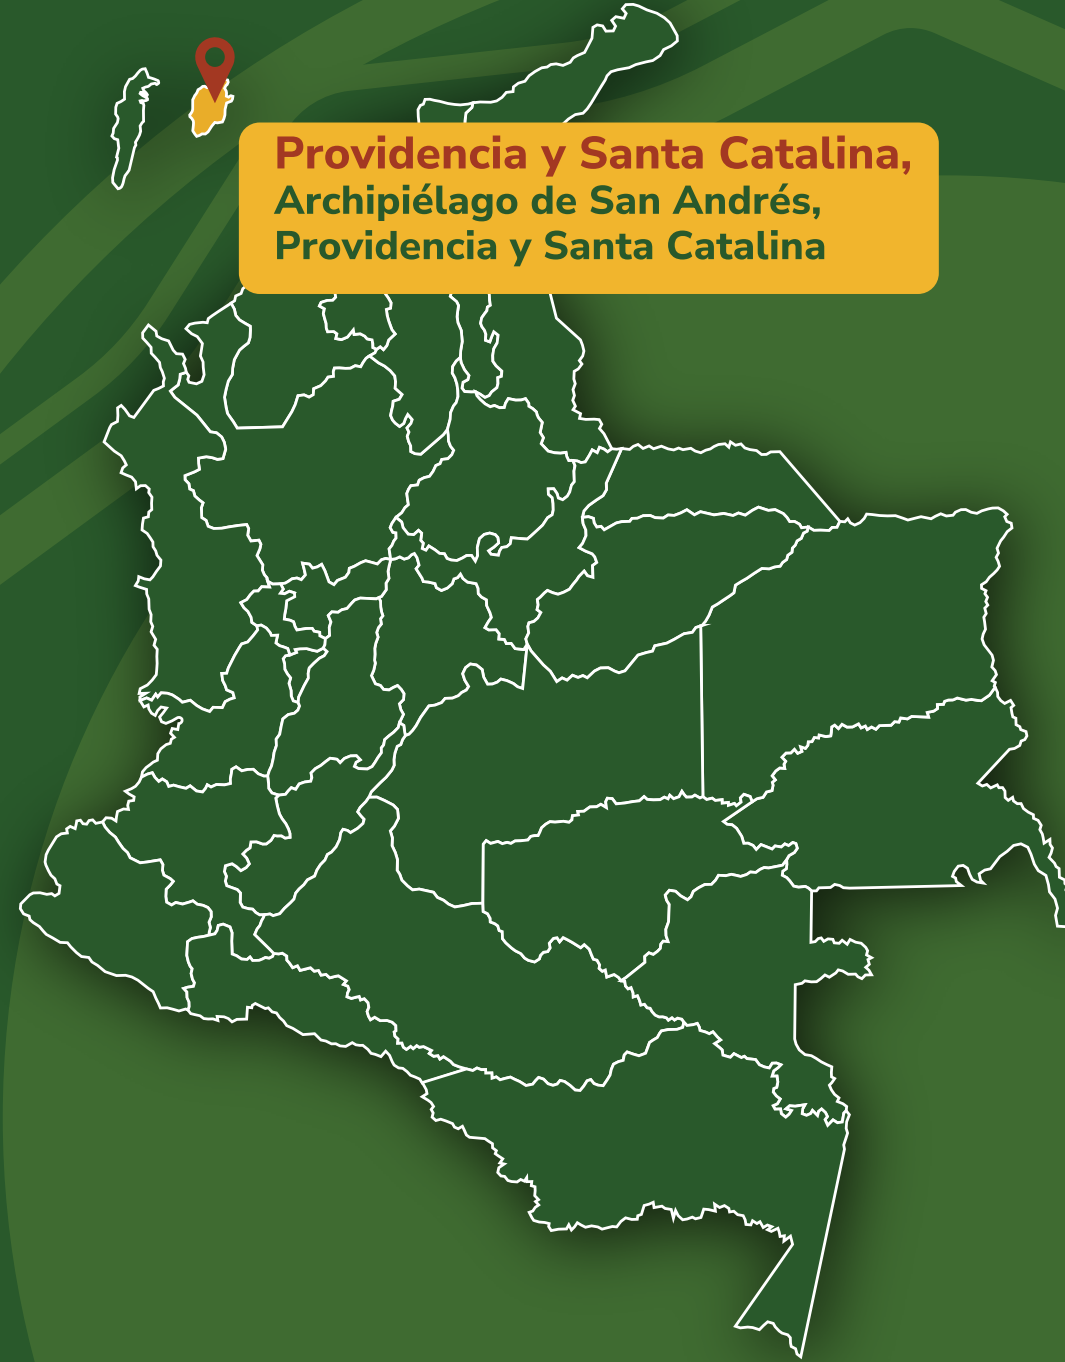 Providencia y Santa Catalina,
Archipiélago de San Andrés,
Providencia y Santa Catalina